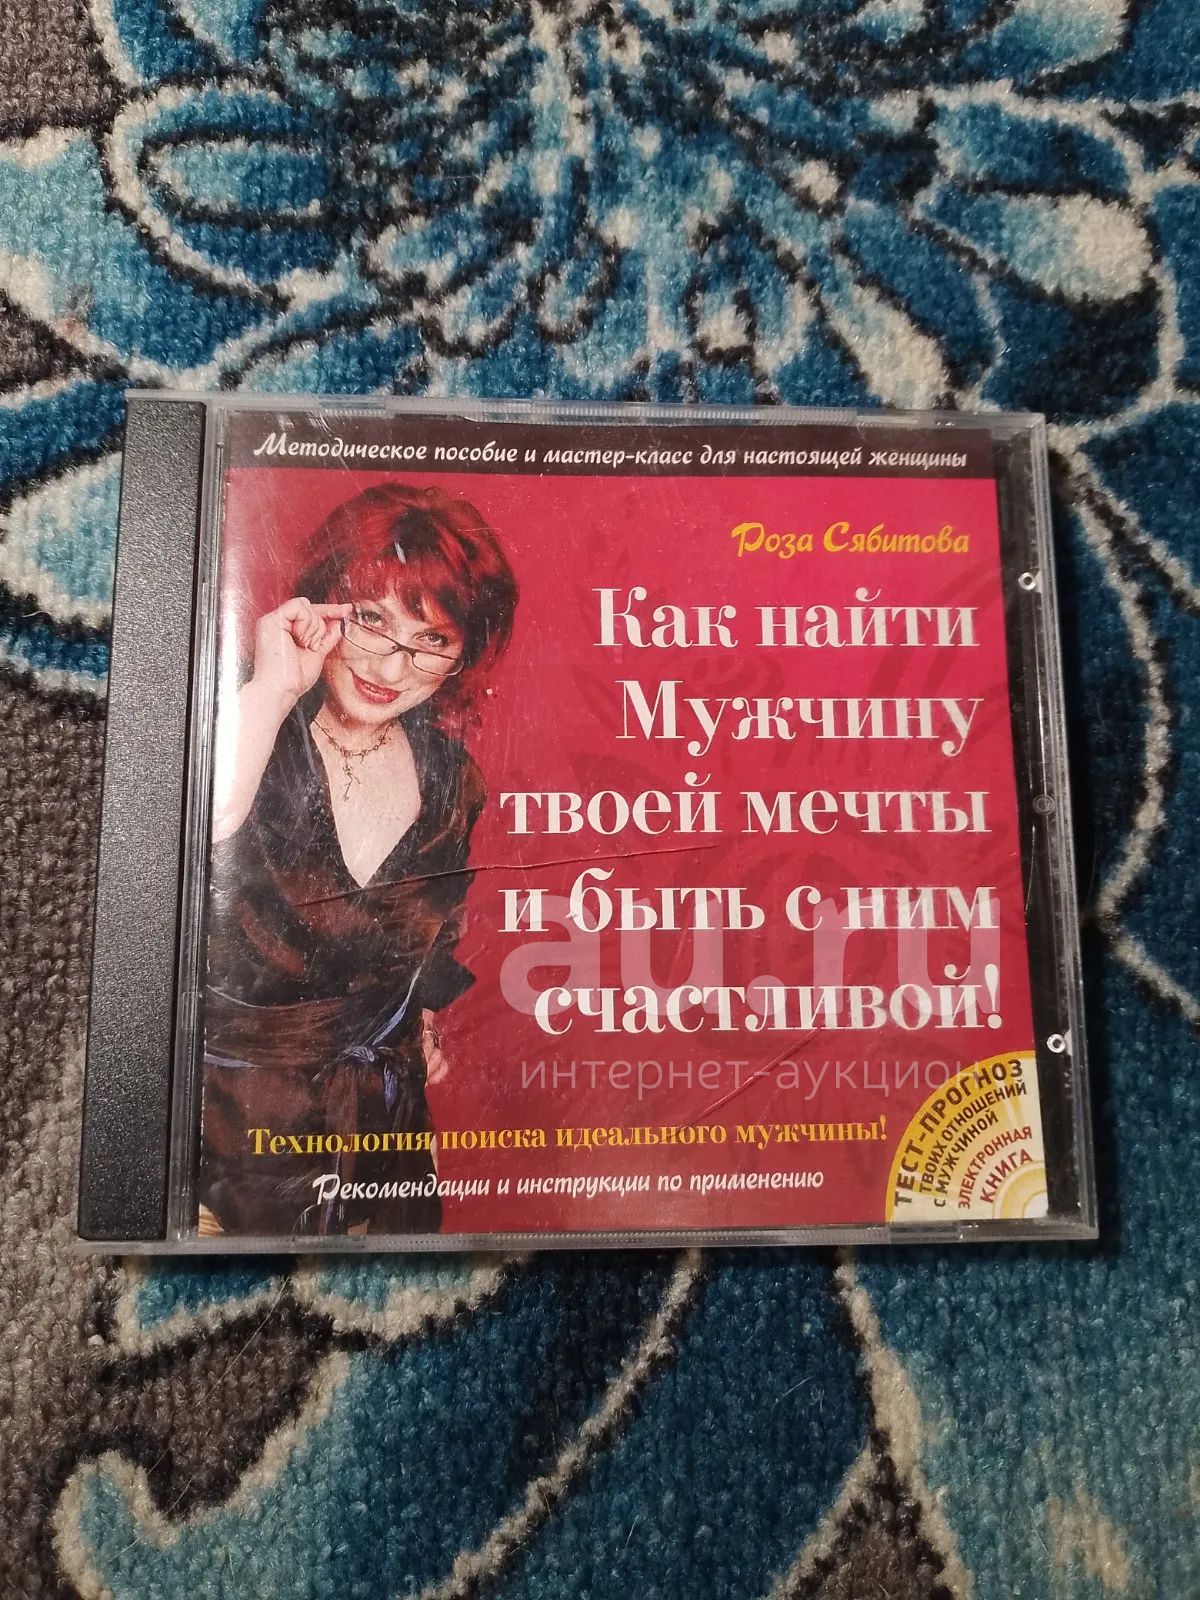 Методическое пособие и мастер-класс для настоящей женщины
Роза Сябитова
Как найти
Мужчину
твоей мечты
и быть с ним
счастливой!
au.ru
интернет-аукцион
Технология поиска идеального мужчины!
Рекомендации и инструкции по применению
ТЕСТ-ПРОГНОЗ
ТВОИХ ОТНОШЕНИЙ
С МУЖЧИНОЙ
ЭЛЕКТРОННАЯ
КНИГА